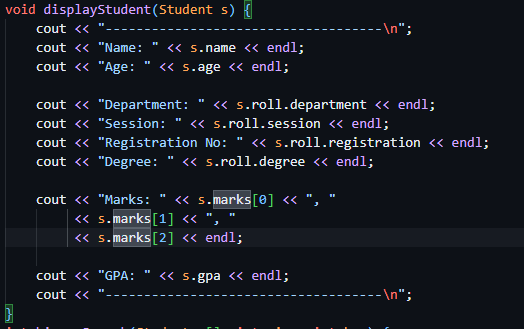 void displayStudent(Student s) {
cout << "------------------------------------\n";
cout << "Name: " << s.name << endl;
cout << "Age: " << s.age << endl;
cout << "Department: " << s.roll.department << endl;
cout << "Session: " << s.roll.session << endl;
cout << "Registration No: " << s.roll.registration << endl;
cout << "Degree: " << s.roll.degree << endl;
cout << "Marks: " << s.marks[0] << ", "
<< s.marks[1] << ", "
<< s.marks[2] << endl;
cout << "GPA: " << s.gpa << endl;
cout << "------------------------------------\n";
}